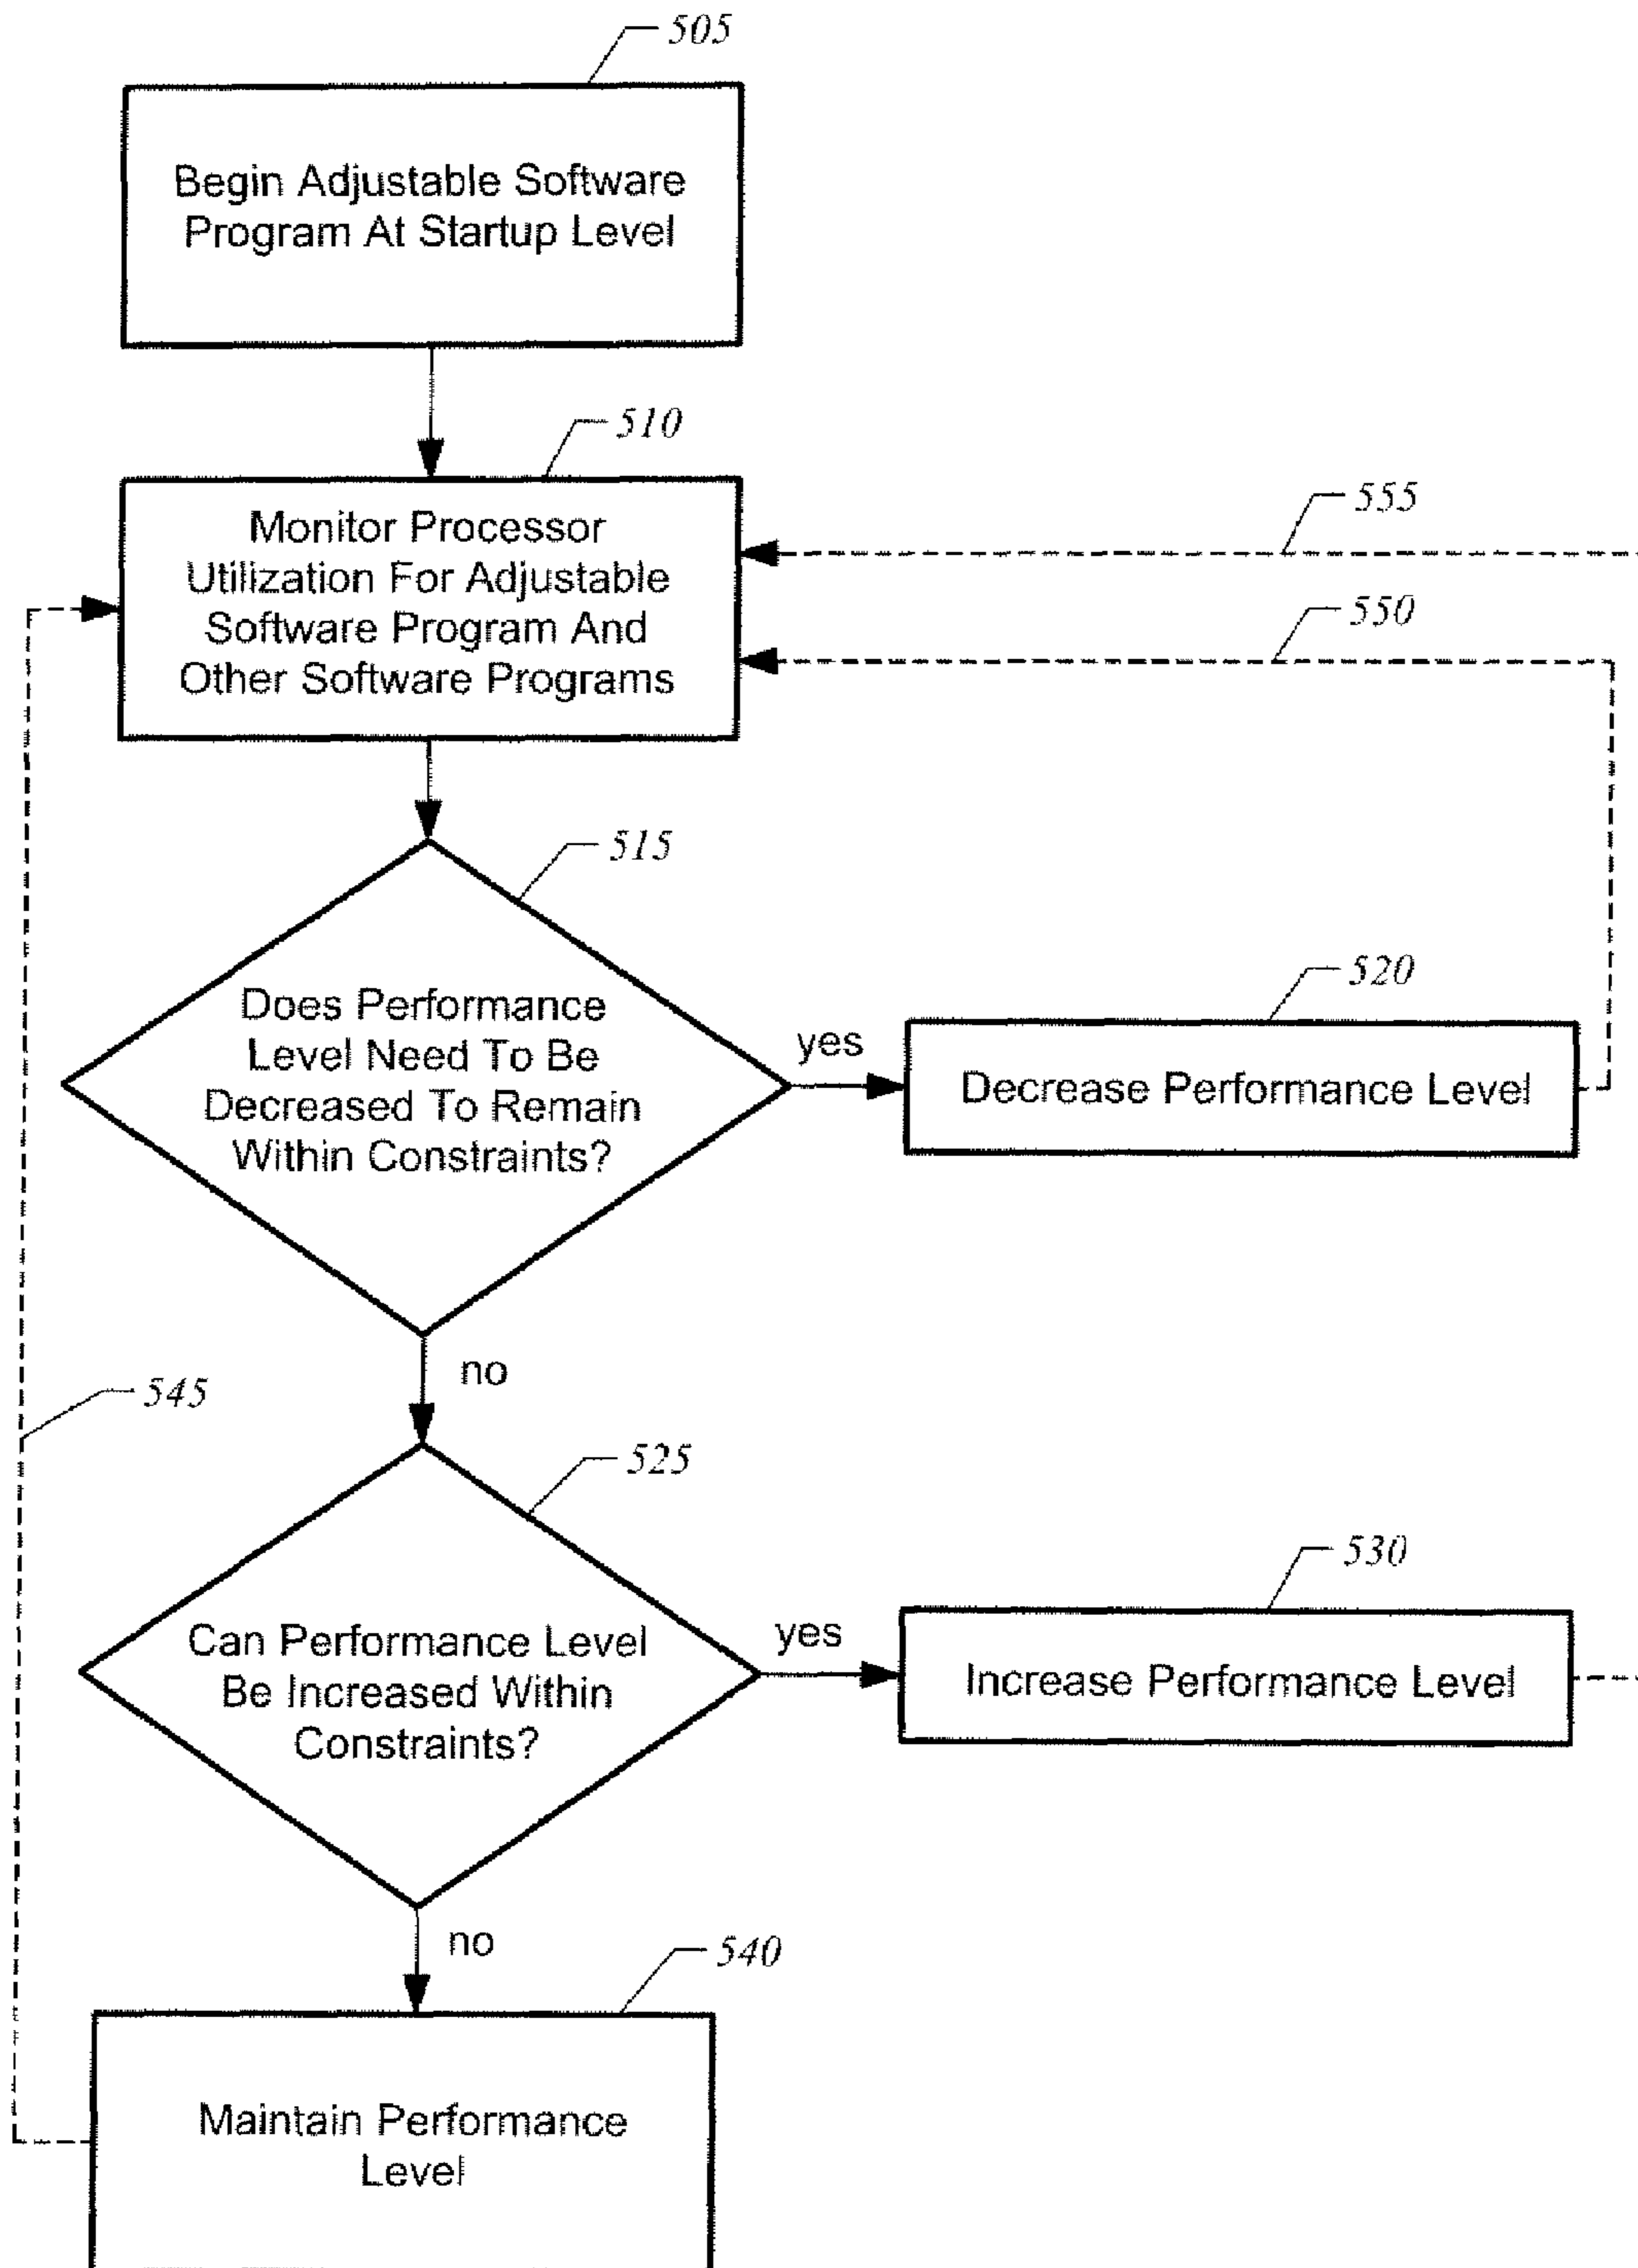 505
Begin Adjustable Software
Program At Startup Level
510
Monitor Processor
Utilization For Adjustable
Software Program And
Other Software Programs
555
550
515
Does Performance
Level Need To Be
Decreased To Remain
Within Constraints?
yes
520
Decrease Performance Level
no
545
525
Can Performance Level
Be Increased Within
Constraints?
yes
530
Increase Performance Level
no
540
Maintain Performance
Level